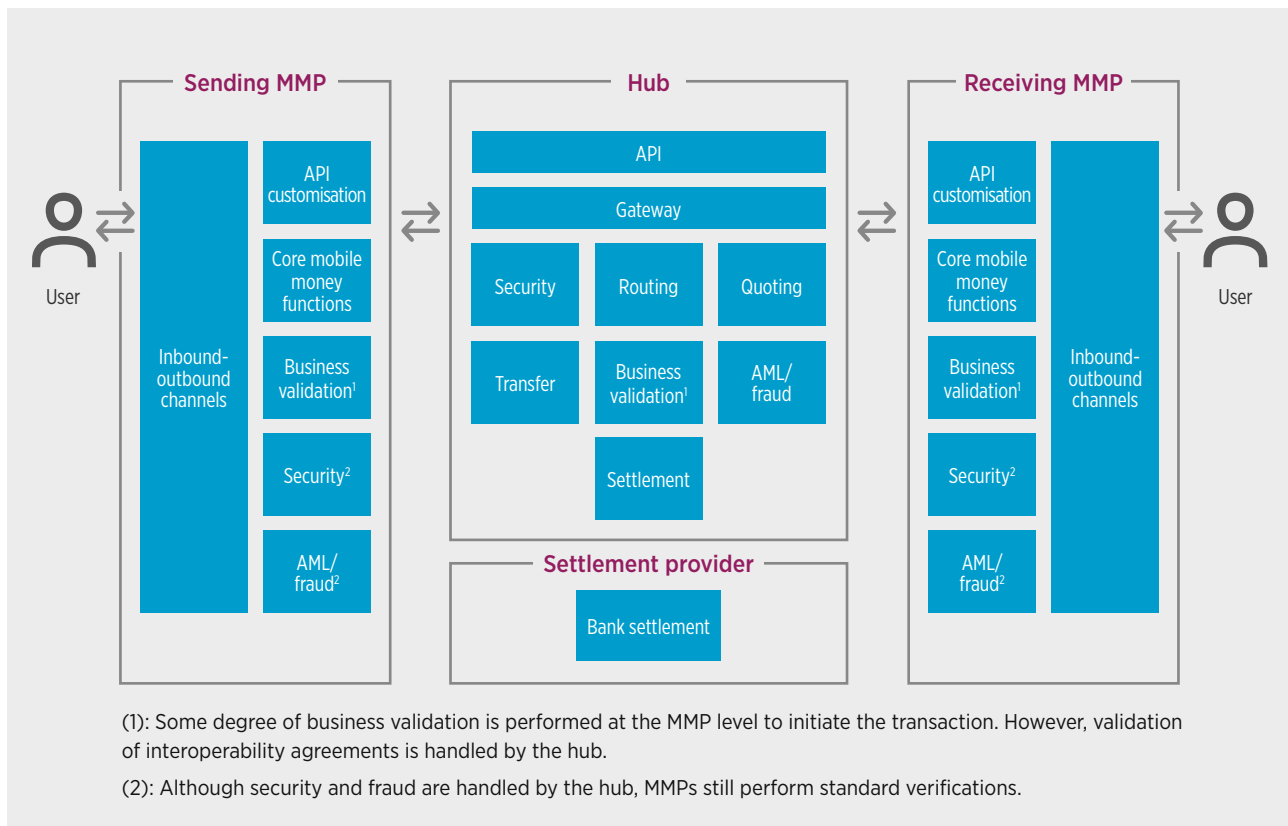 Sending MMP
Hub
Receiving MMP
User
Inbound-
outbound
channels
API
customisation
Core mobile
money
functions
Business
validation¹
Security²
AML/
fraud²
API
Gateway
Security
Routing
Quoting
Transfer
Business
validation¹
AML/
fraud
Settlement
Settlement provider
Bank settlement
API
customisation
Core mobile
money
functions
Business
validation¹
Security²
AML/
fraud²
Inbound-
outbound
channels
User
(1): Some degree of business validation is performed at the MMP level to initiate the transaction. However, validation
of interoperability agreements is handled by the hub.
(2): Although security and fraud are handled by the hub, MMPs still perform standard verifications.